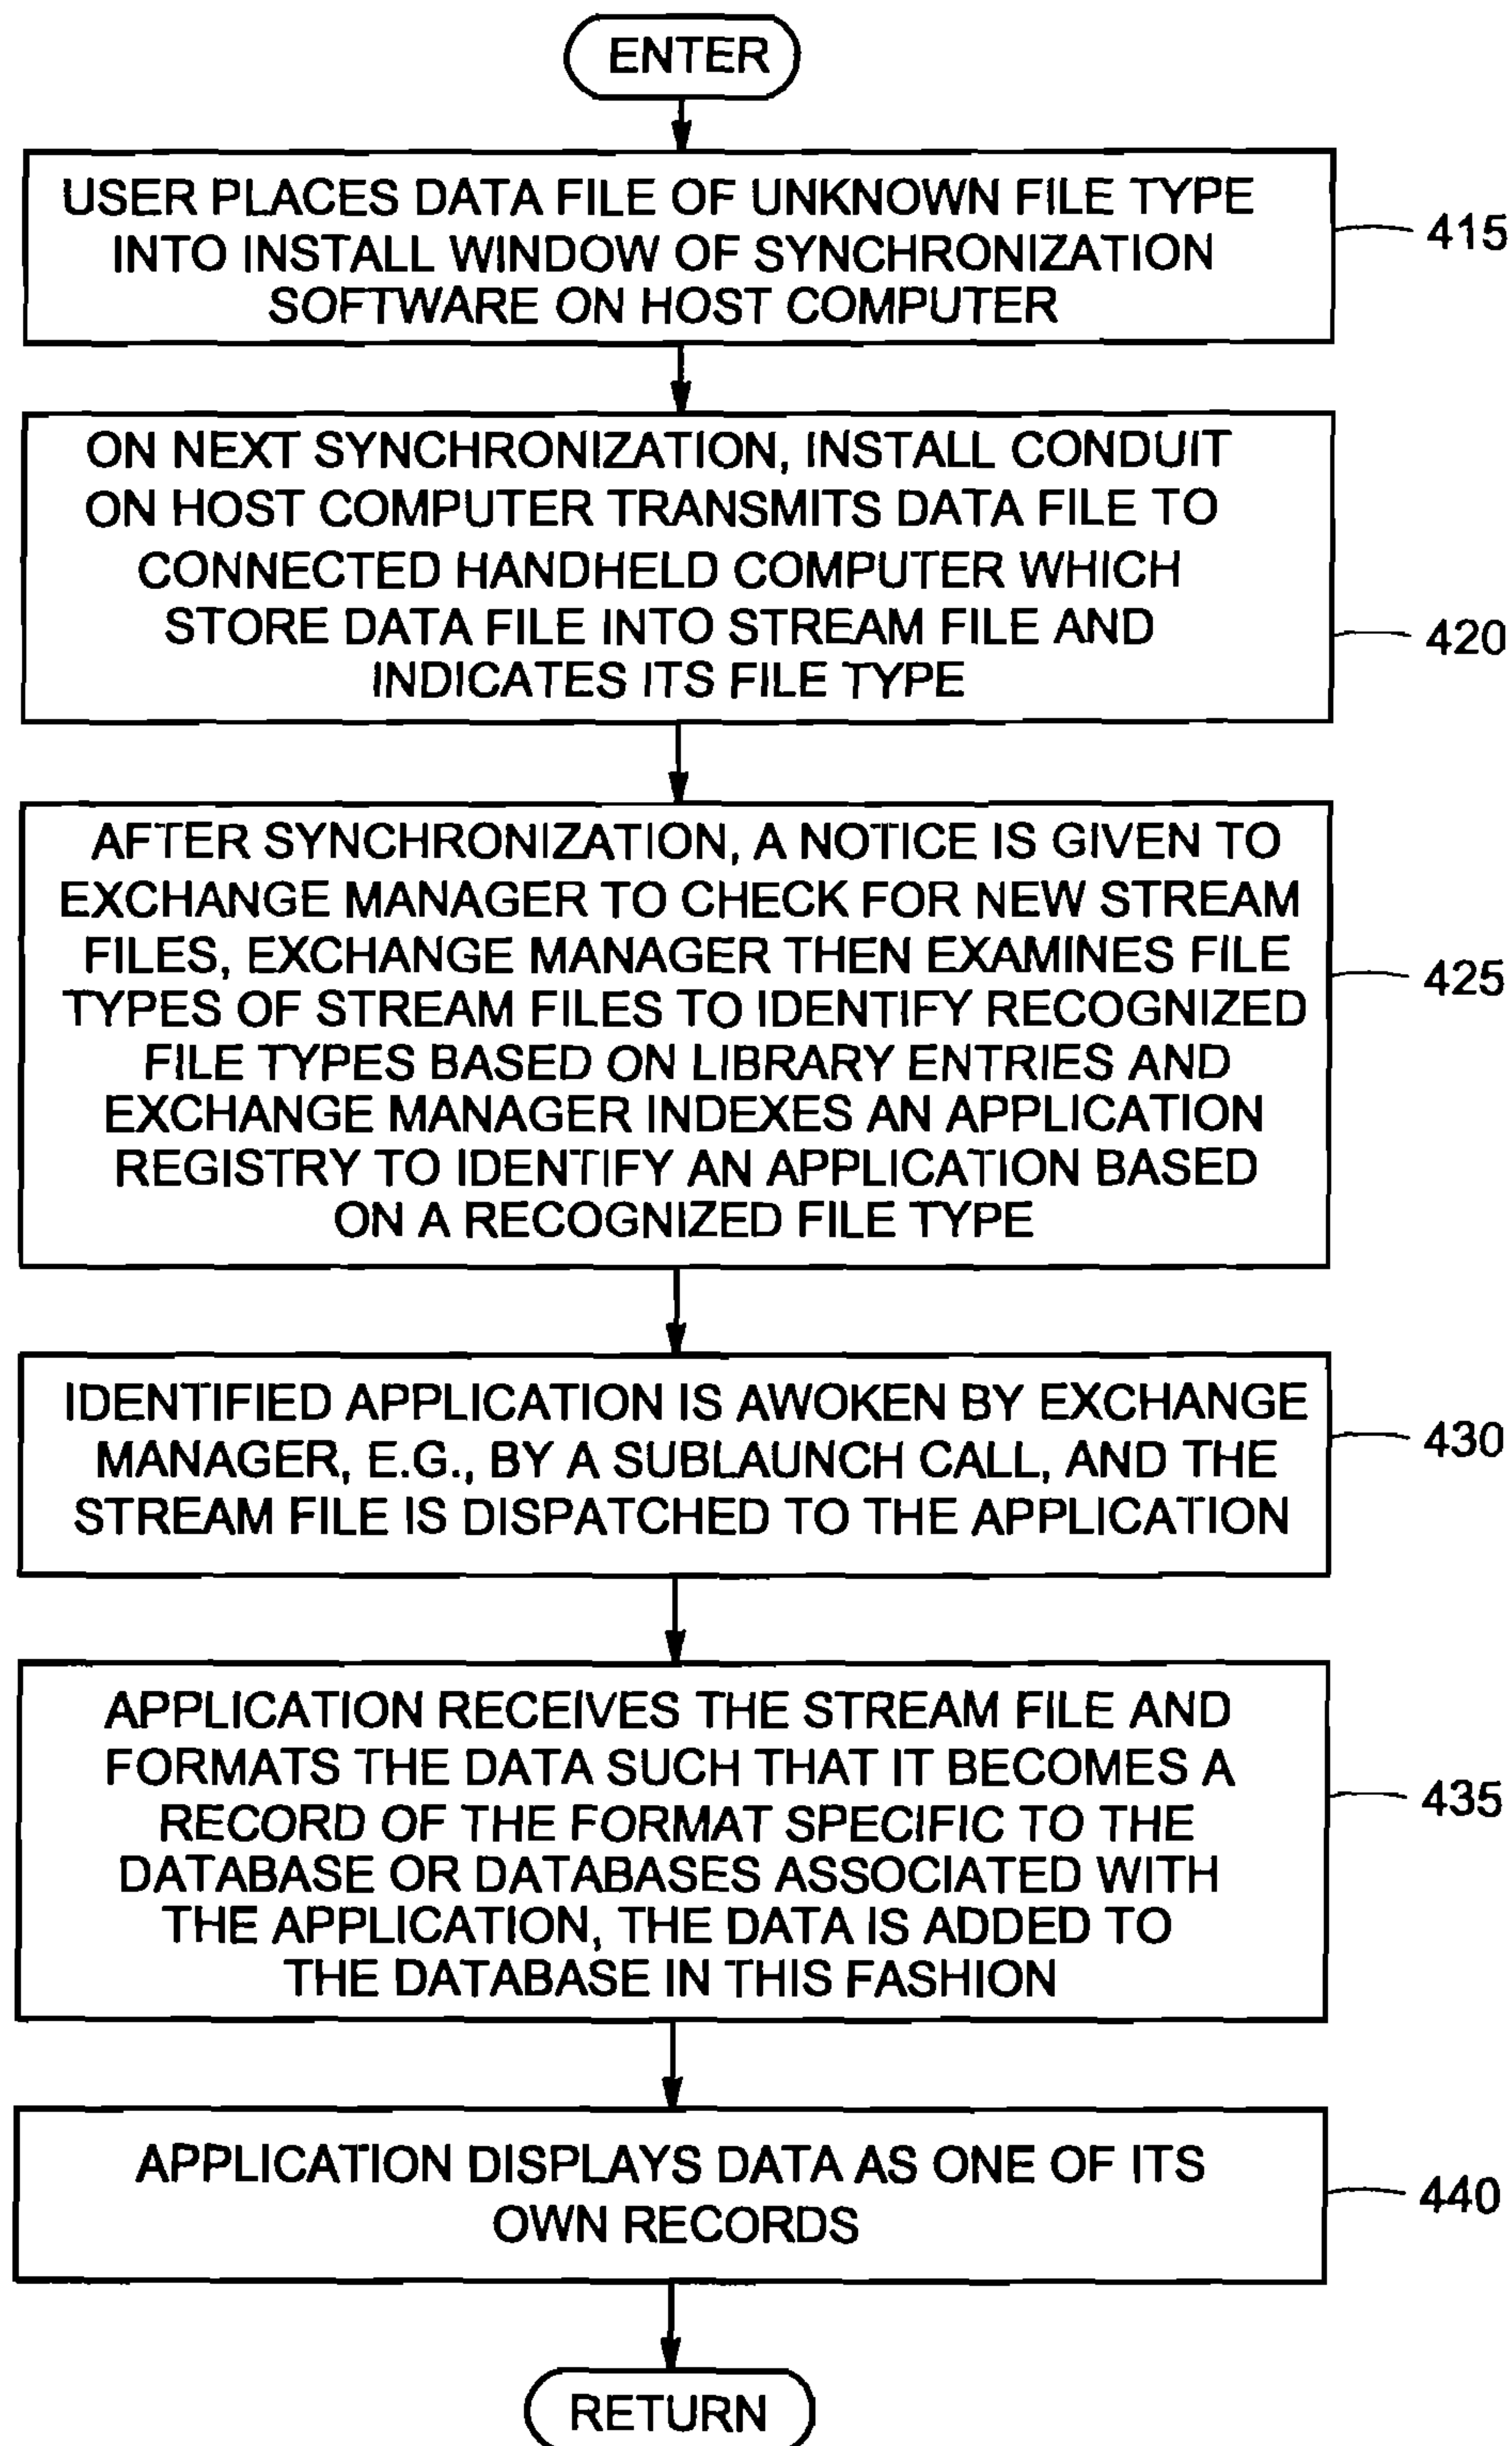 ENTER
USER PLACES DATA FILE OF UNKNOWN FILE TYPE
INTO INSTALL WINDOW OF SYNCHRONIZATION
SOFTWARE ON HOST COMPUTER
415
ON NEXT SYNCHRONIZATION, INSTALL CONDUIT
ON HOST COMPUTER TRANSMITS DATA FILE TO
CONNECTED HANDHELD COMPUTER WHICH
STORE DATA FILE INTO STREAM FILE AND
INDICATES ITS FILE TYPE
420
AFTER SYNCHRONIZATION, A NOTICE IS GIVEN TO
EXCHANGE MANAGER TO CHECK FOR NEW STREAM
FILES, EXCHANGE MANAGER THEN EXAMINES FILE
TYPES OF STREAM FILES TO IDENTIFY RECOGNIZED
FILE TYPES BASED ON LIBRARY ENTRIES AND
EXCHANGE MANAGER INDEXES AN APPLICATION
REGISTRY TO IDENTIFY AN APPLICATION BASED
ON A RECOGNIZED FILE TYPE
425
IDENTIFIED APPLICATION IS AWOKEN BY EXCHANGE
MANAGER, E.G., BY A SUBLAUNCH CALL, AND THE
STREAM FILE IS DISPATCHED TO THE APPLICATION
430
APPLICATION RECEIVES THE STREAM FILE AND
FORMATS THE DATA SUCH THAT IT BECOMES A
RECORD OF THE FORMAT SPECIFIC TO THE
DATABASE OR DATABASES ASSOCIATED WITH
THE APPLICATION, THE DATA IS ADDED TO
THE DATABASE IN THIS FASHION
435
APPLICATION DISPLAYS DATA AS ONE OF ITS
OWN RECORDS
440
RETURN